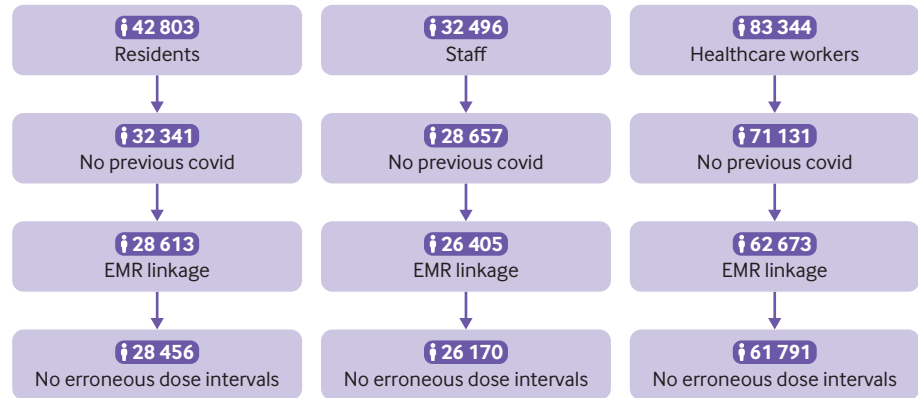 42 803
Residents
32 496
Staff
83 344
Healthcare workers
32 341
No previous covid
28 657
No previous covid
71 131
No previous covid
28 613
EMR linkage
26 405
EMR linkage
62 673
EMR linkage
28 456
No erroneous dose intervals
26 170
No erroneous dose intervals
61 791
No erroneous dose intervals